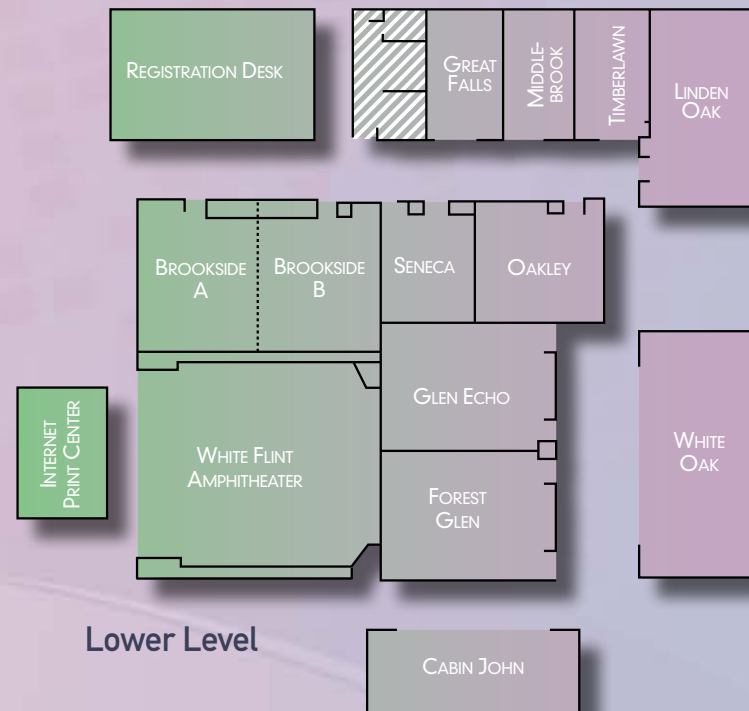 REGISTRATION DESK
GREAT
FALLS
MIDDLE-
BROOK
TIMBERLAWN
LINDEN
OAK
BROOKSIDE
A
BROOKSIDE
B
SENECA
OAKLEY
GLEN ECHO
INTERNET
PRINT CENTER
WHITE FLINT
AMPHITHEATER
FOREST
GLEN
WHITE
OAK
Lower Level
CABIN JOHN